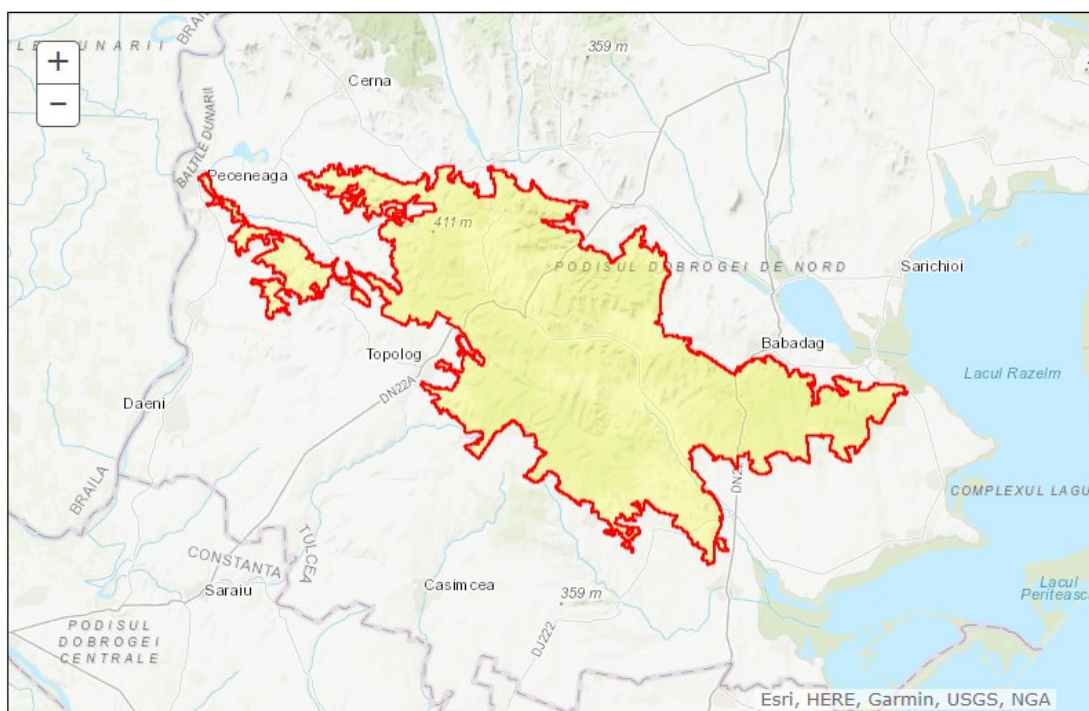 BRAI
LE DUNARII
359 m
+
−
Cerna
BALTILE DUNARII
Peceneaga
411 m
PODISUL DOBROGEI DE NORD
Sarichioi
Topolog
Babadag
Lacul Razelm
DN22A
Daeni
DN2
BRAILA
COMPLEXUL LAGU
TULCEA
CONSTANTA
Saraiu
Casimcea
359 m
Lacul
Periteasca
PODISUL
DOBROGEI
CENTRALE
DJ222
Esri, HERE, Garmin, USGS, NGA